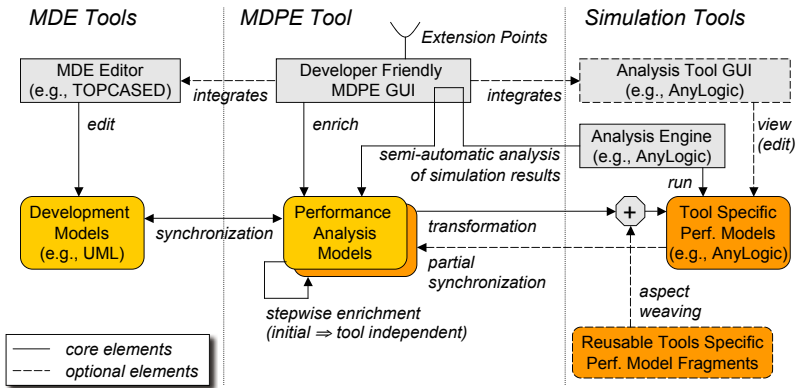 MDE Tools
MDPE Tool
Simulation Tools
Extension Points
MDE Editor
(e.g., TOPCASED)
integrates
Developer Friendly
MDPE GUI
integrates
Analysis Tool GUI
(e.g., AnyLogic)
edit
enrich
semi-automatic analysis
of simulation results
Analysis Engine
(e.g., AnyLogic)
view
(edit)
run
Development
Models
(e.g., UML)
synchronization
Performance
Analysis
Models
transformation
+
Tool Specific
Perf. Models
(e.g., AnyLogic)
partial
synchronization
stepwise enrichment
(initial ⇒ tool independent)
aspect
weaving
Reusable Tools Specific
Perf. Model Fragments
core elements
optional elements